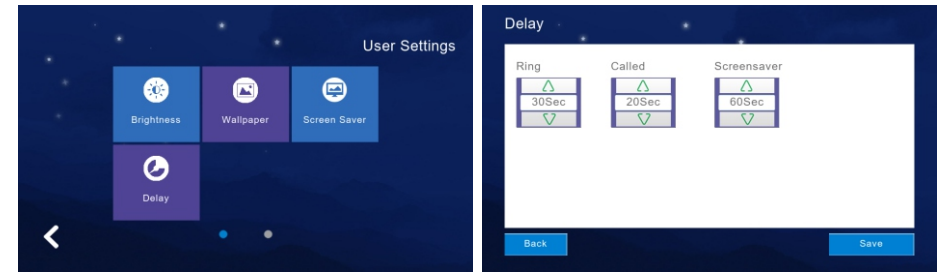 User Settings
Brightness
Wallpaper
Screen Saver
Delay
Delay
Ring
Called
Screensaver
30Sec
20Sec
60Sec
Back
Save